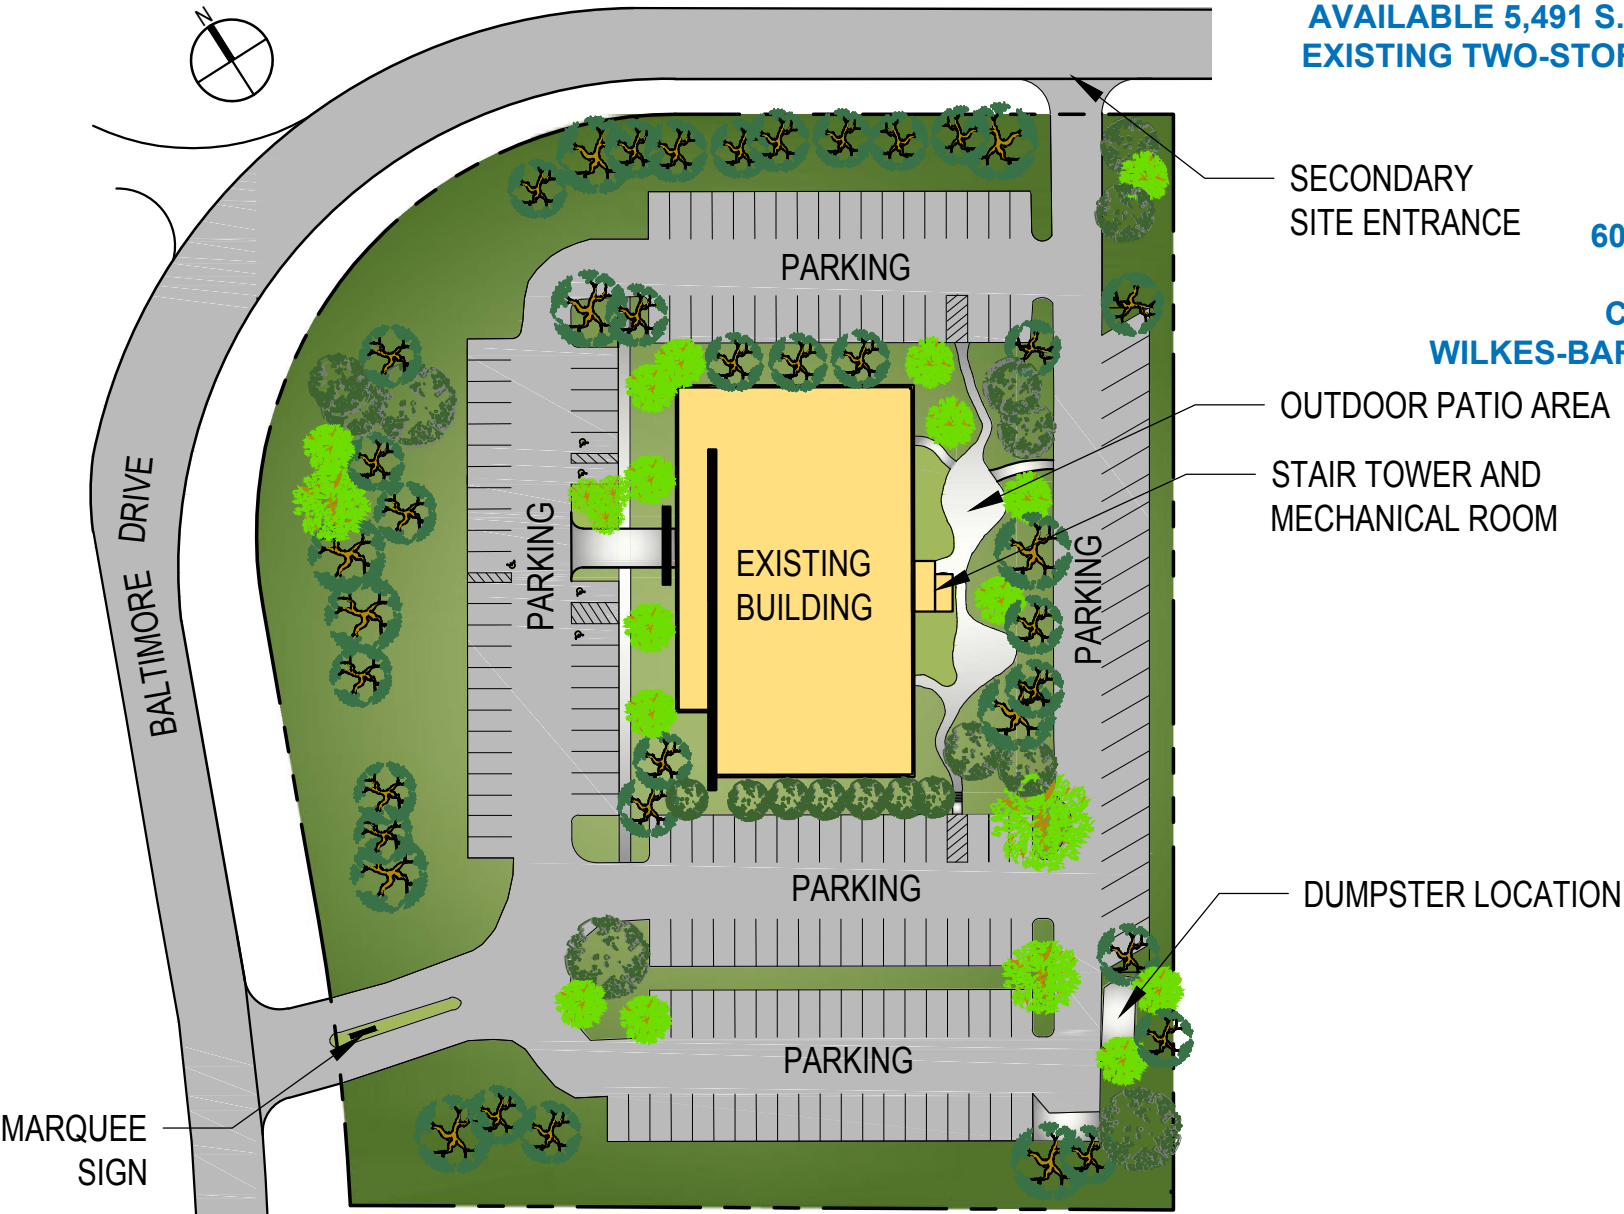 N
AVAILABLE 5,491 S.
EXISTING TWO-STOR
SECONDARY
SITE ENTRANCE
60
C
WILKES-BAR
PARKING
OUTDOOR PATIO AREA
STAIR TOWER AND
MECHANICAL ROOM
BALTIMORE DRIVE
PARKING
EXISTING
BUILDING
PARKING
PARKING
DUMPSTER LOCATION
PARKING
MARQUEE
SIGN